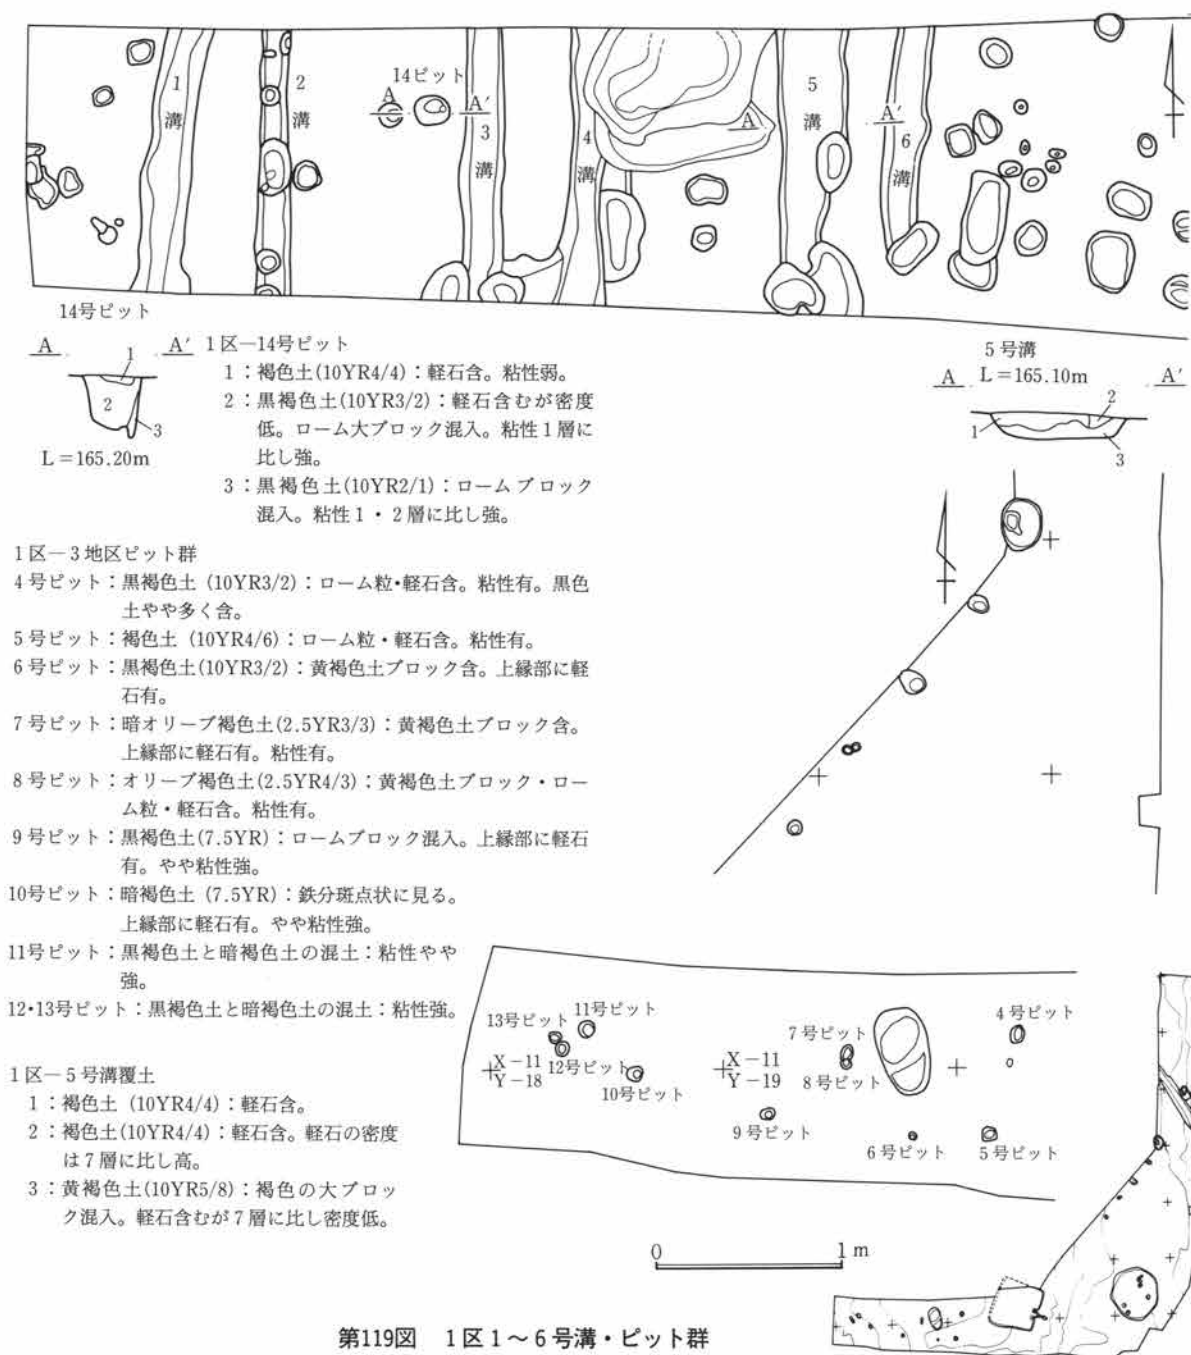 1溝
2溝
14ピット
A
A′
3溝
4溝
A
5溝
A′
6溝
14号ピット
A
A′
1
2
3
L=165.20m
1区―14号ピット
1：褐色土(10YR4/4)：軽石含。粘性弱。
2：黒褐色土(10YR3/2)：軽石含むが密度
低。ローム大ブロック混入。粘性1層に
比し強。
3：黒褐色土(10YR2/1)：ロームブロック
混入。粘性1・2層に比し強。
5号溝
A
L=165.10m
A′
1
2
3
1区―3地区ピット群
4号ピット：黒褐色土 (10YR3/2)：ローム粒・軽石含。粘性有。黒色
土やや多く含。
5号ピット：褐色土 (10YR4/6)：ローム粒・軽石含。粘性有。
6号ピット：黒褐色土(10YR3/2)：黄褐色土ブロック含。上縁部に軽
石有。
7号ピット：暗オリーブ褐色土(2.5YR3/3)：黄褐色土ブロック含。
上縁部に軽石有。粘性有。
8号ピット：オリーブ褐色土(2.5YR4/3)：黄褐色土ブロック・ロー
ム粒・軽石含。粘性有。
9号ピット：黒褐色土(7.5YR)：ロームブロック混入。上縁部に軽石
有。やや粘性強。
10号ピット：暗褐色土 (7.5YR)：鉄分斑点状に見る。
上縁部に軽石有。やや粘性強。
11号ピット：黒褐色土と暗褐色土の混土：粘性やや
強。
12・13号ピット：黒褐色土と暗褐色土の混土：粘性強。
1区―5号溝覆土
1：褐色土 (10YR4/4)：軽石含。
2：褐色土(10YR4/4)：軽石含。軽石の密度
は7層に比し高。
3：黄褐色土(10YR5/8)：褐色の大ブロッ
ク混入。軽石含むが7層に比し密度低。
13号ピット
11号ピット
X-11
Y-18
12号ピット
10号ピット
X-11
Y-19
7号ピット
8号ピット
9号ピット
4号ピット
6号ピット
5号ピット
0
1m
第119図　1区1～6号溝・ピット群